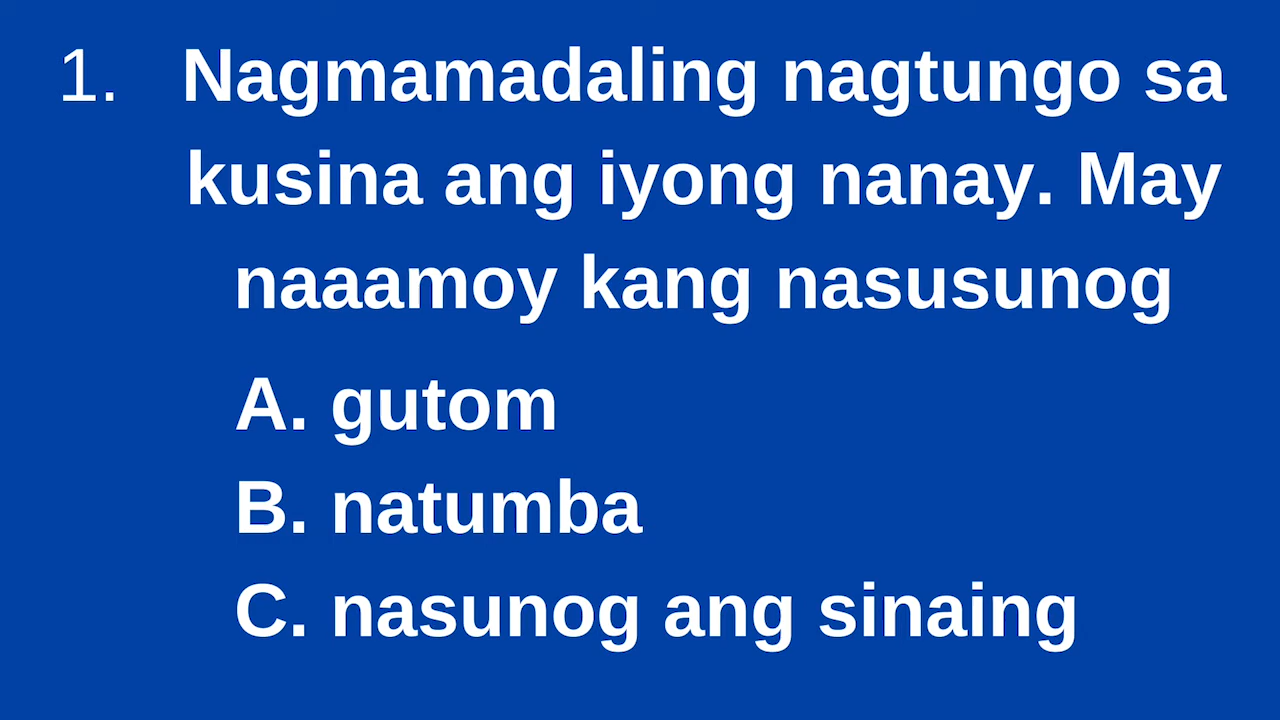 1. Nagmamadaling nagtungo sa
kusina ang iyong nanay. May
naaamoy kang nasusunog
A. gutom
B. natumba
C. nasunog ang sinaing